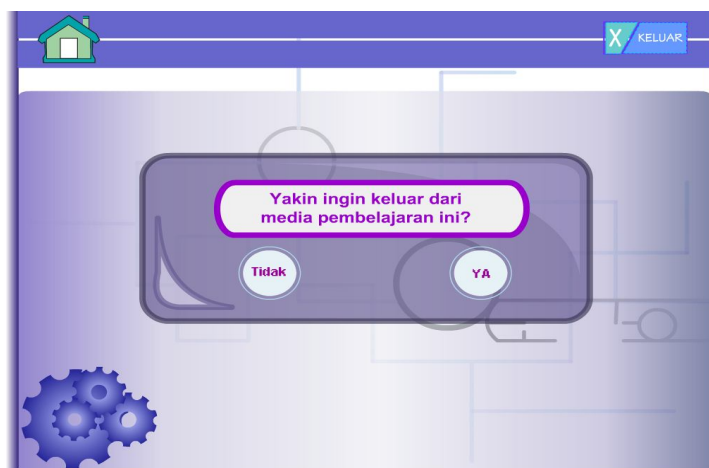 X KELUAR
Yakin ingin keluar dari
media pembelajaran ini?
Tidak
YA